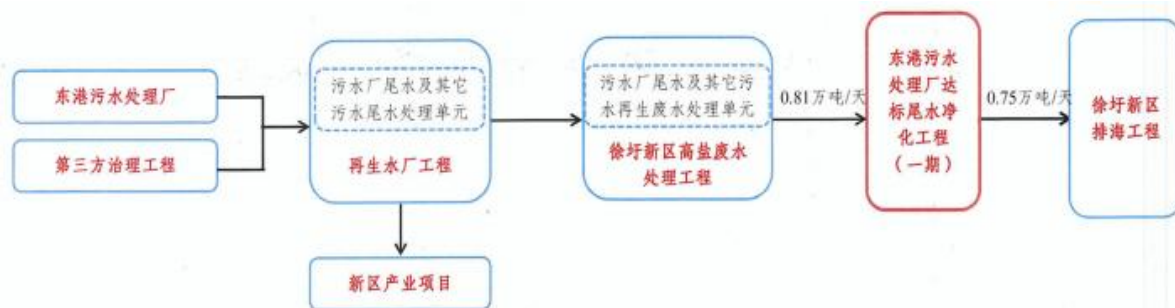 东港污水处理厂
第三方治理工程
污水厂尾水及其它
污水尾水处理单元
再生水厂工程
新区产业项目
污水厂尾水及其它污
水再生废水处理单元
徐圩新区高盐废水
处理工程
0.81万吨/天
东港污水
处理厂达
标尾水净
化工程
（一期）
0.75万吨/天
徐圩新区
排海工程